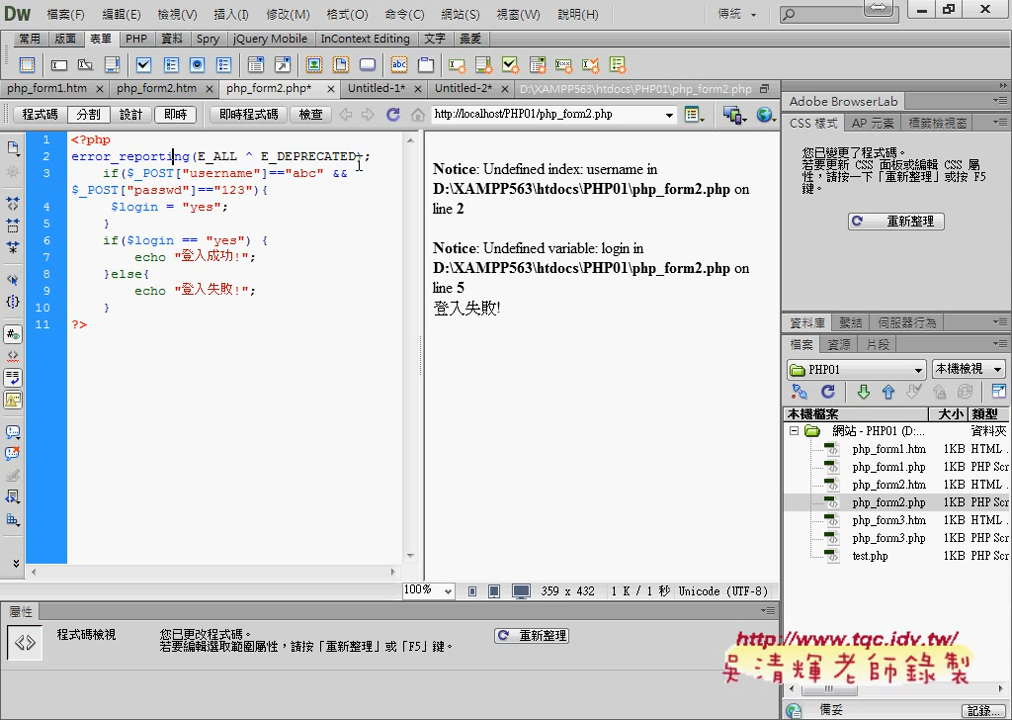 Dw 檔案(F) 編輯(E) 檢視(V) 插入(I) 修改(M) 格式(O) 命令(C) 網站(S) 視窗(W) 說明(H) 傳統
常用 版面 表單 PHP 資料 Spry jQuery Mobile InContext Editing 文字 最愛
php_form1.htm php_form2.htm php_form2.php* Untitled-1* Untitled-2* D:\XAMPP563\htdocs\PHP01\php_form2.php
程式碼 分割 設計 即時 即時程式碼 檢查 http://localhost/PHP01/php_form2.php
1 <?php
2 error_reporting(E_ALL ^ E_DEPRECATED);
3 if($_POST["username"]=="abc" &&
$_POST["passwd"]=="123"){
4 $login = "yes";
5 }
6 if($login == "yes") {
7 echo "登入成功!";
8 }else{
9 echo "登入失敗!";
10 }
11 ?>
Notice: Undefined index: username in
D:\XAMPP563\htdocs\PHP01\php_form2.php on
line 2
Notice: Undefined variable: login in
D:\XAMPP563\htdocs\PHP01\php_form2.php on
line 5
登入失敗!
100% 359 x 432 1 K / 1 秒 Unicode (UTF-8)
Adobe BrowserLab
CSS 樣式 AP 元素 標籤檢視窗
您已變更了程式碼。
若要編輯 CSS 面板或編輯 CSS 屬
性，請按一下「重新整理」或按 F5
鍵。
重新整理
資料庫 繫結 伺服器行為
檔案 資源 片段
PHP01 本機檢視
本機檔案 大小 類型
網站 - PHP01 (D:... 資料夾
php_form1.htm 1KB HTML
php_form1.php 1KB PHP Scr
php_form2.htm 1KB HTML
php_form2.php 1KB PHP Scr
php_form3.htm 1KB HTML
php_form3.php 1KB PHP Scr
test.php 1KB PHP Scr
屬性
程式碼檢視
您已更改程式碼。
若要編輯選取範圍屬性，請按「重新整理」或「F5」鍵。
重新整理
http://www.tqc.idv.tw/
吳清輝老師錄製
備妥 記錄...